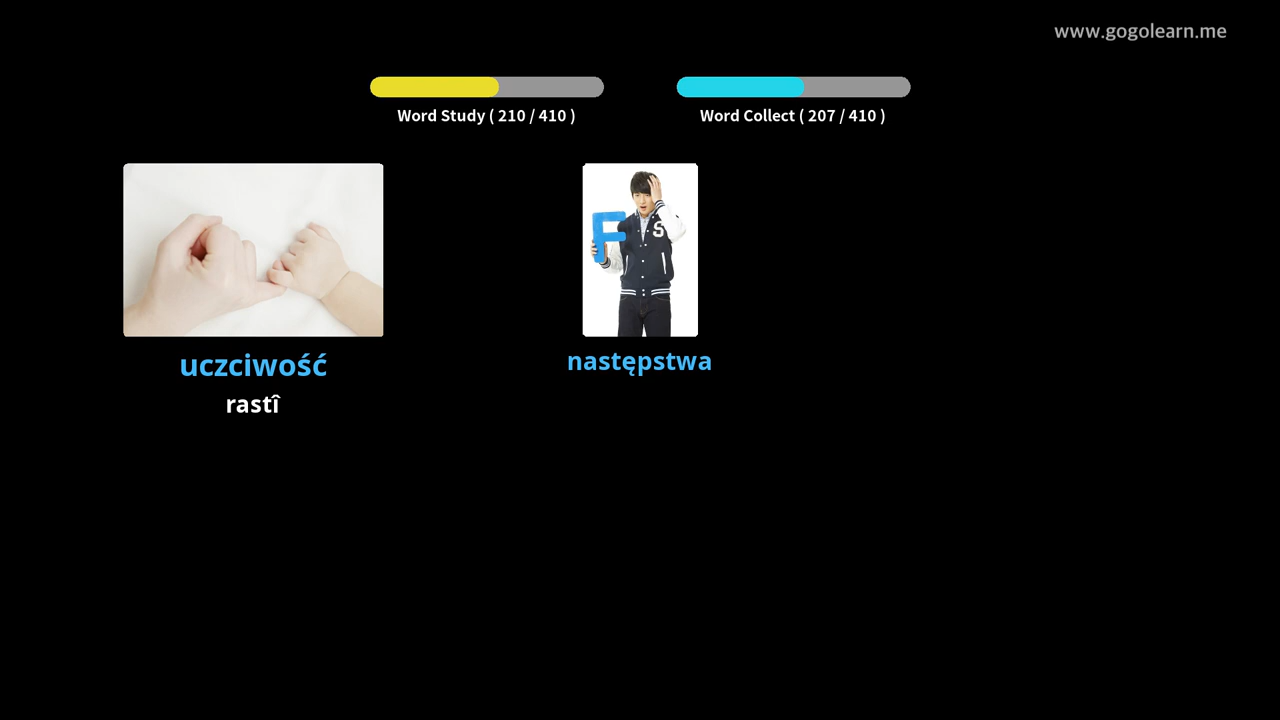 www.gogolearn.me
Word Study ( 210 / 410 )
Word Collect ( 207 / 410 )
F
S
uczciwość
następstwa
rastî